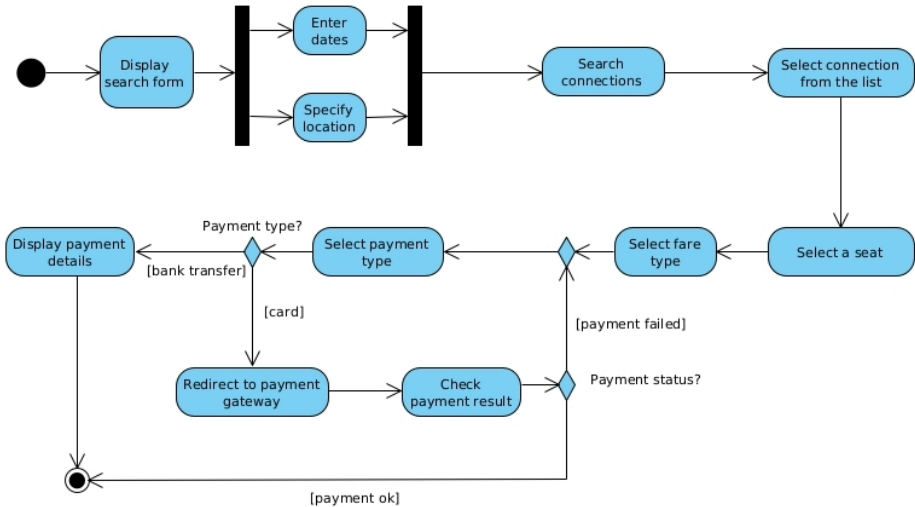 Enter
dates
Display
search form
Search
connections
Select connection
from the list
Specify
location
Payment type?
Display payment
details
[bank transfer]
Select payment
type
Select fare
type
Select a seat
[card]
[payment failed]
Redirect to payment
gateway
Check
payment result
Payment status?
[payment ok]